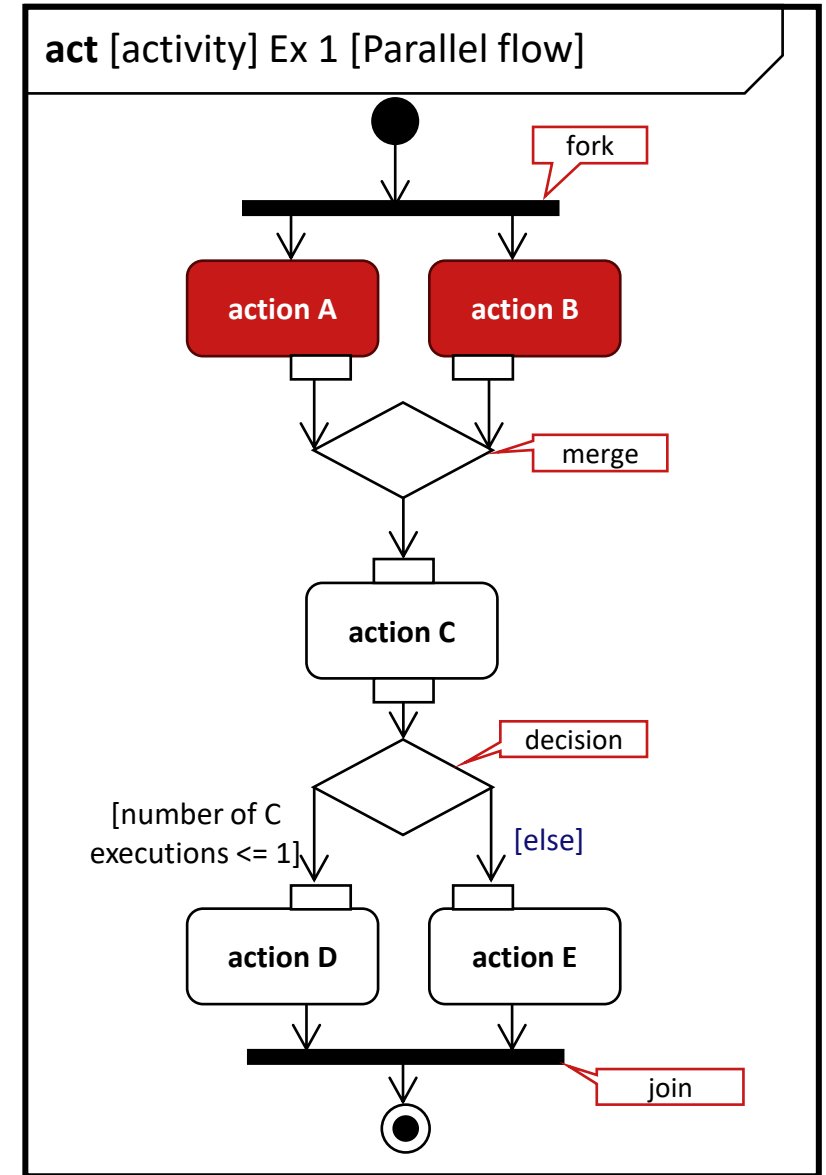 act [activity] Ex 1 [Parallel flow]
fork
action A
action B
merge
action C
decision
[number of C
executions <= 1]
[else]
action D
action E
join